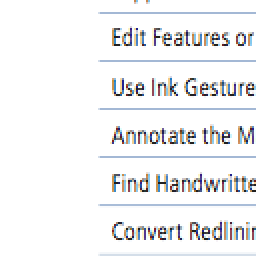 Edit Features or
Use Ink Gesture
Annotate the M
Find Handwritte
Convert Redlinin